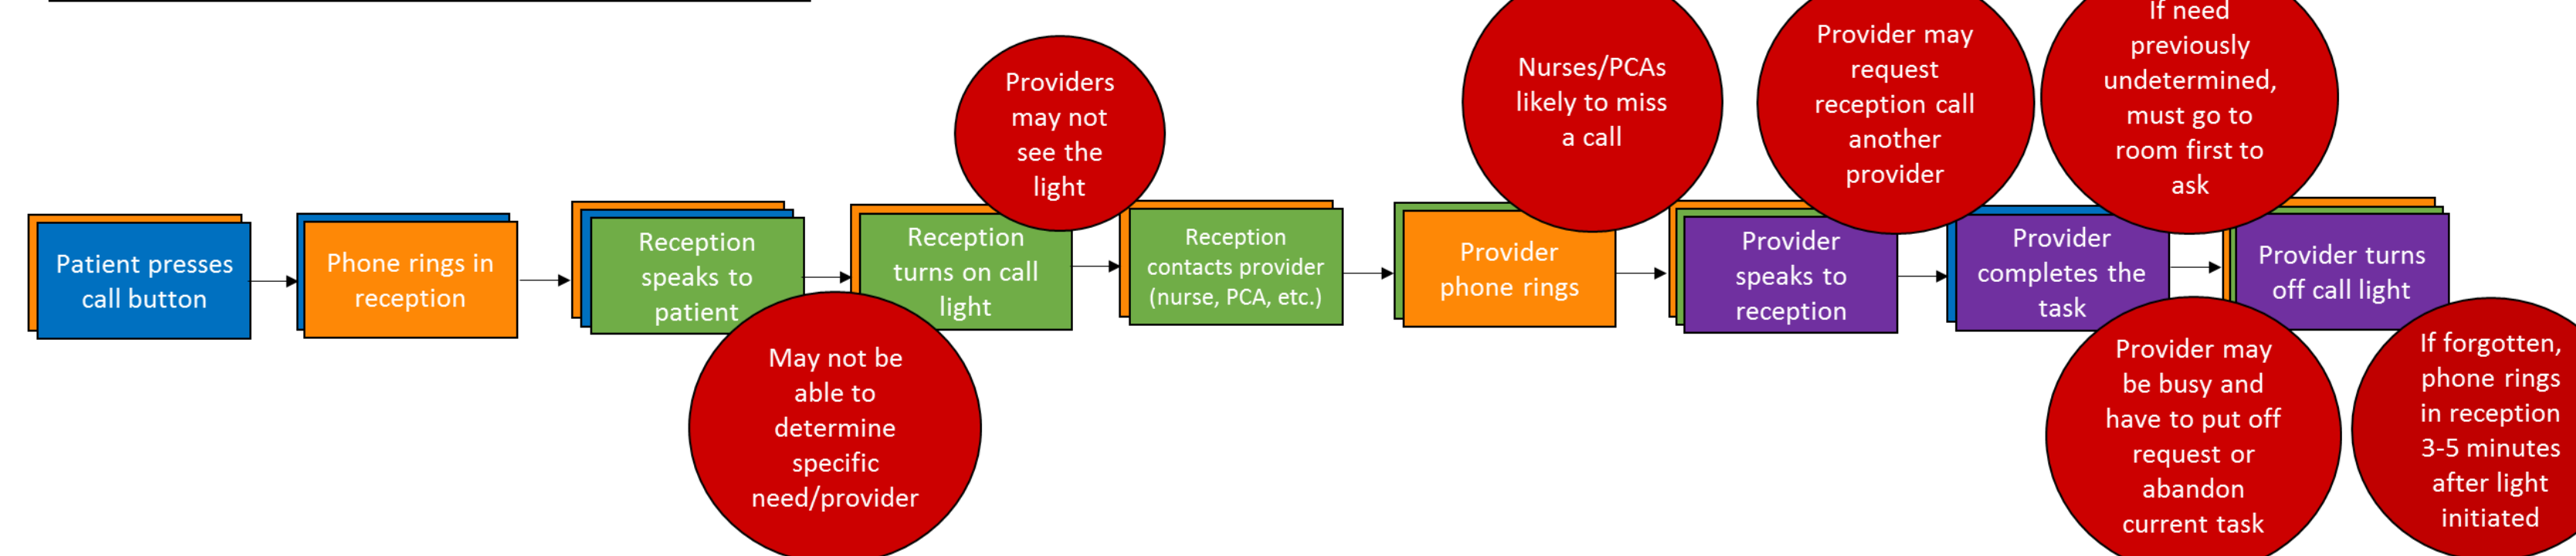 Patient presses
call button
Phone rings in
reception
Reception
speaks to
patient
May not be
able to
determine
specific
need/provider
Reception
turns on call
light
Providers
may not
see the
light
Reception
contacts provider
(nurse, PCA, etc.)
Provider
phone rings
Nurses/PCAs
likely to miss
a call
Provider
speaks to
reception
Provider may
request
reception call
another
provider
Provider
completes the
task
If need
previously
undetermined,
must go to
room first to
ask
Provider may
be busy and
have to put off
request or
abandon
current task
Provider turns
off call light
If forgotten,
phone rings
in reception
3-5 minutes
after light
initiated